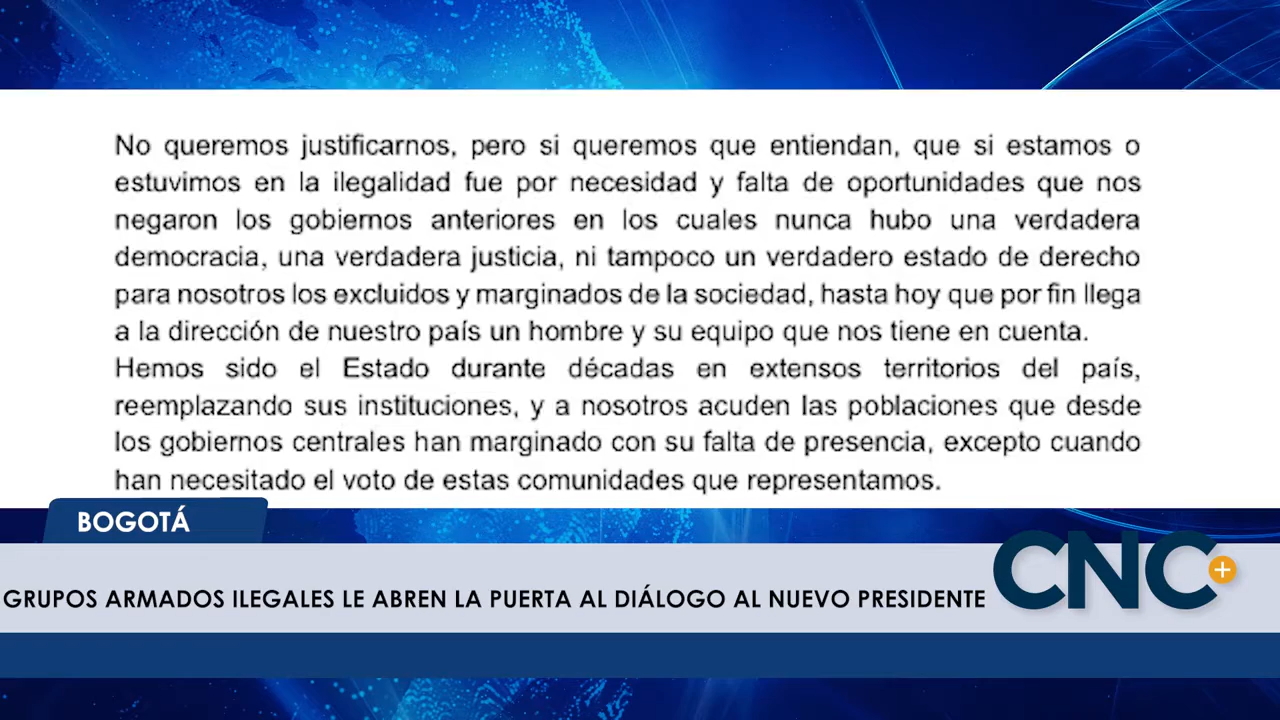 No queremos justificarnos, pero si queremos que entiendan, que si estamos o
estuvimos en la ilegalidad fue por necesidad y falta de oportunidades que nos
negaron los gobiernos anteriores en los cuales nunca hubo una verdadera
democracia, una verdadera justicia, ni tampoco un verdadero estado de derecho
para nosotros los excluidos y marginados de la sociedad, hasta hoy que por fin llega
a la dirección de nuestro país un hombre y su equipo que nos tiene en cuenta.
Hemos sido el Estado durante décadas en extensos territorios del país,
reemplazando sus instituciones, y a nosotros acuden las poblaciones que desde
los gobiernos centrales han marginado con su falta de presencia, excepto cuando
han necesitado el voto de estas comunidades que representamos.
BOGOTÁ
GRUPOS ARMADOS ILEGALES LE ABREN LA PUERTA AL DIÁLOGO AL NUEVO PRESIDENTE
CNC+